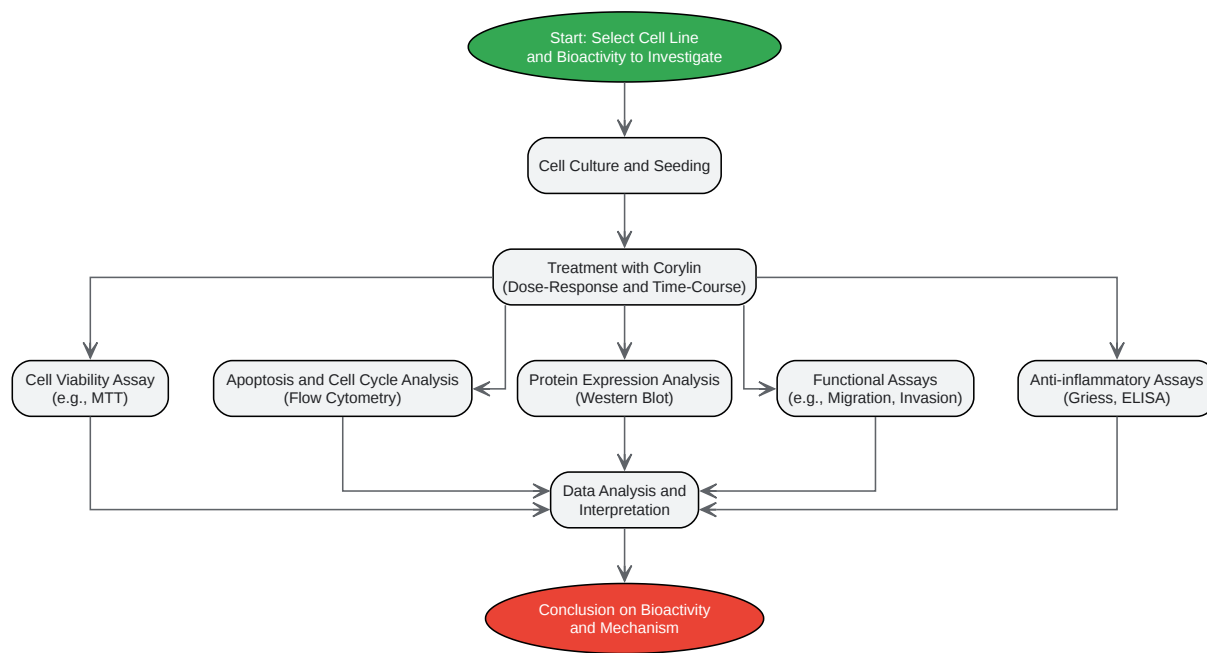 Start: Select Cell Line
and Bioactivity to Investigate
Cell Culture and Seeding
Treatment with Corylin
(Dose-Response and Time-Course)
Cell Viability Assay
(e.g., MTT)
Apoptosis and Cell Cycle Analysis
(Flow Cytometry)
Protein Expression Analysis
(Western Blot)
Functional Assays
(e.g., Migration, Invasion)
Anti-inflammatory Assays
(Griess, ELISA)
Data Analysis and
Interpretation
Conclusion on Bioactivity
and Mechanism